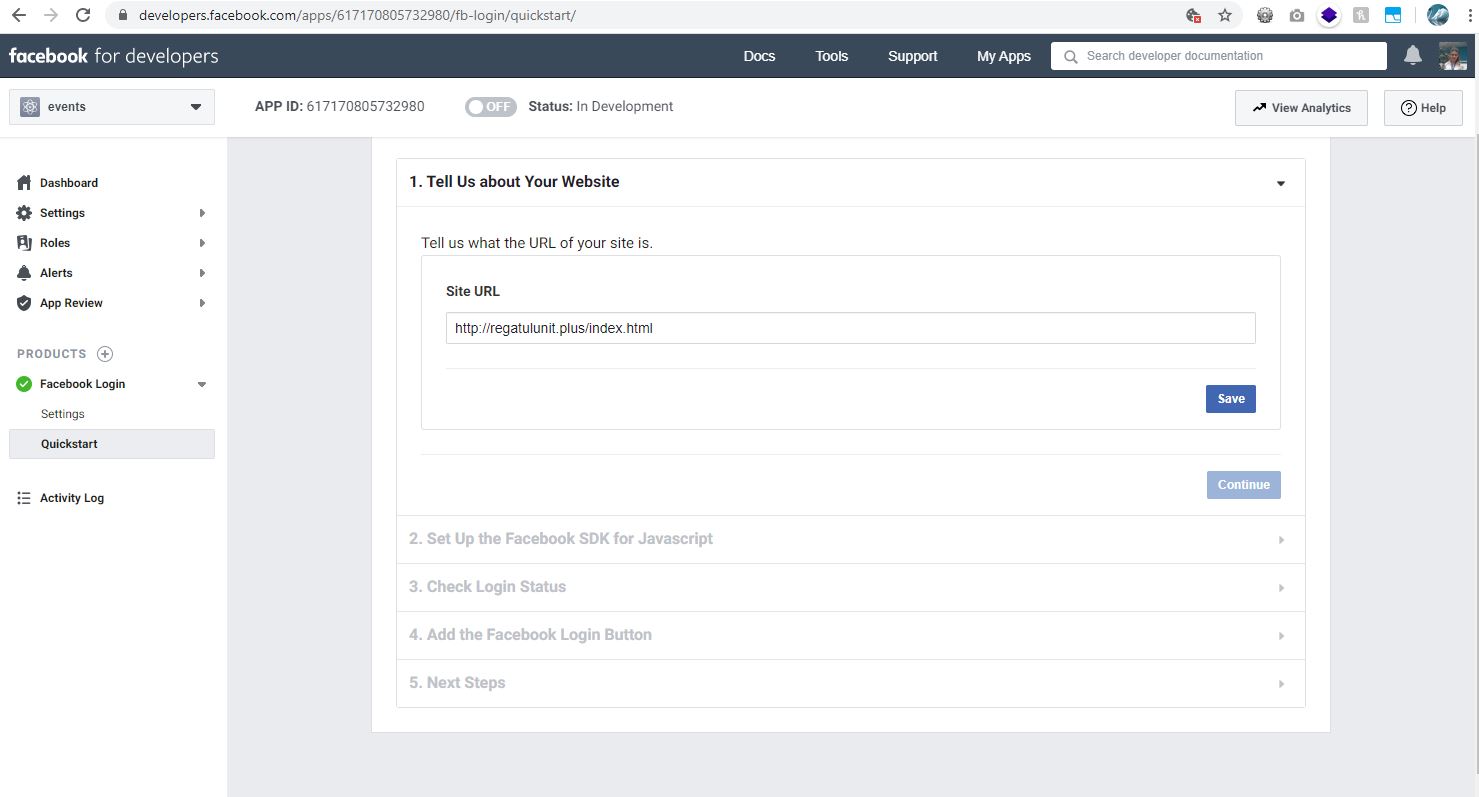 developers.facebook.com/apps/617170805732980/fb-login/quickstart/
facebook for developers
Docs
Tools
Support
My Apps
Search developer documentation
events
APP ID: 617170805732980
OFF
Status: In Development
View Analytics
Help
Dashboard
Settings
Roles
Alerts
App Review
PRODUCTS
Facebook Login
Settings
Quickstart
Activity Log
1. Tell Us about Your Website
Tell us what the URL of your site is.
Site URL
http://regatulunit.plus/index.html
Save
Continue
2. Set Up the Facebook SDK for Javascript
3. Check Login Status
4. Add the Facebook Login Button
5. Next Steps